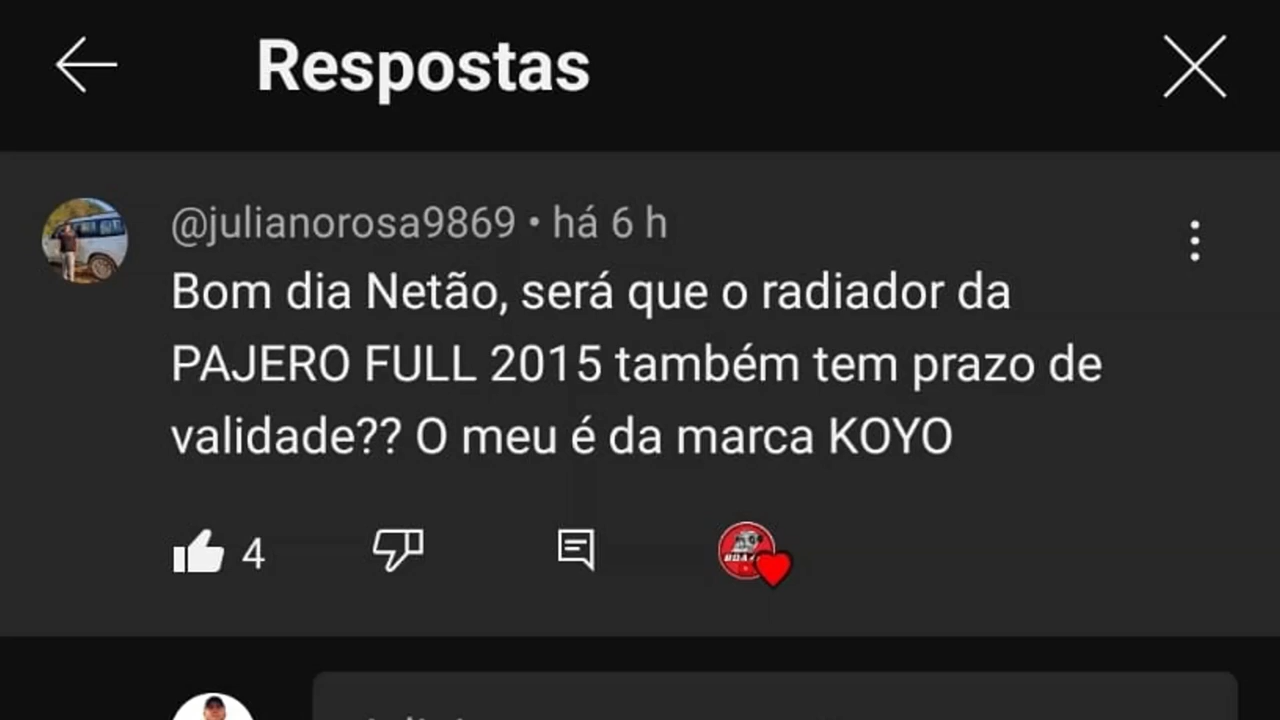 Respostas
@julianorosa9869 • há 6 h
Bom dia Netão, será que o radiador da
PAJERO FULL 2015 também tem prazo de
validade?? O meu é da marca KOYO
4